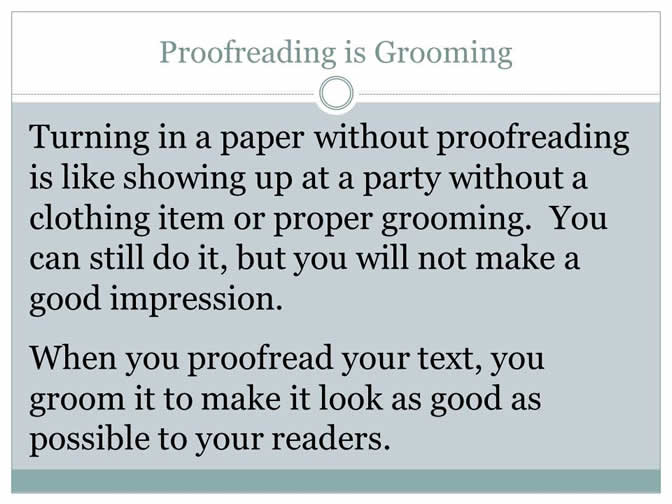 Proofreading is Grooming
Turning in a paper without proofreading
is like showing up at a party without a
clothing item or proper grooming.  You
can still do it, but you will not make a
good impression.
When you proofread your text, you
groom it to make it look as good as
possible to your readers.